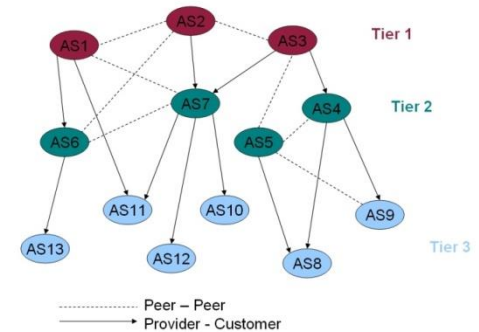 AS2
AS1
AS3
Tier 1
AS7
AS4
Tier 2
AS6
AS5
AS11
AS10
AS9
AS13
AS12
AS8
Tier 3
Peer – Peer
Provider - Customer